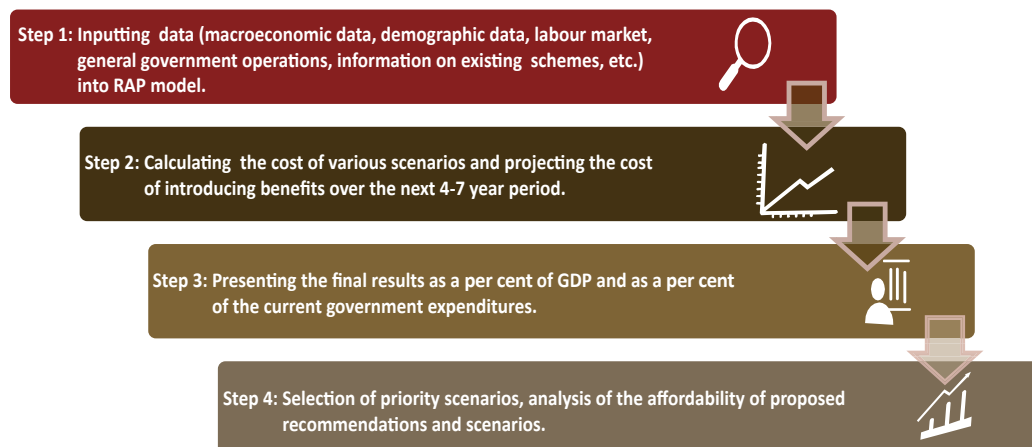 Step 1: Inputting data (macroeconomic data, demographic data, labour market,
general government operations, information on existing schemes, etc.)
into RAP model.
Step 2: Calculating the cost of various scenarios and projecting the cost
of introducing benefits over the next 4-7 year period.
Step 3: Presenting the final results as a per cent of GDP and as a per cent
of the current government expenditures.
Step 4: Selection of priority scenarios, analysis of the affordability of proposed
recommendations and scenarios.